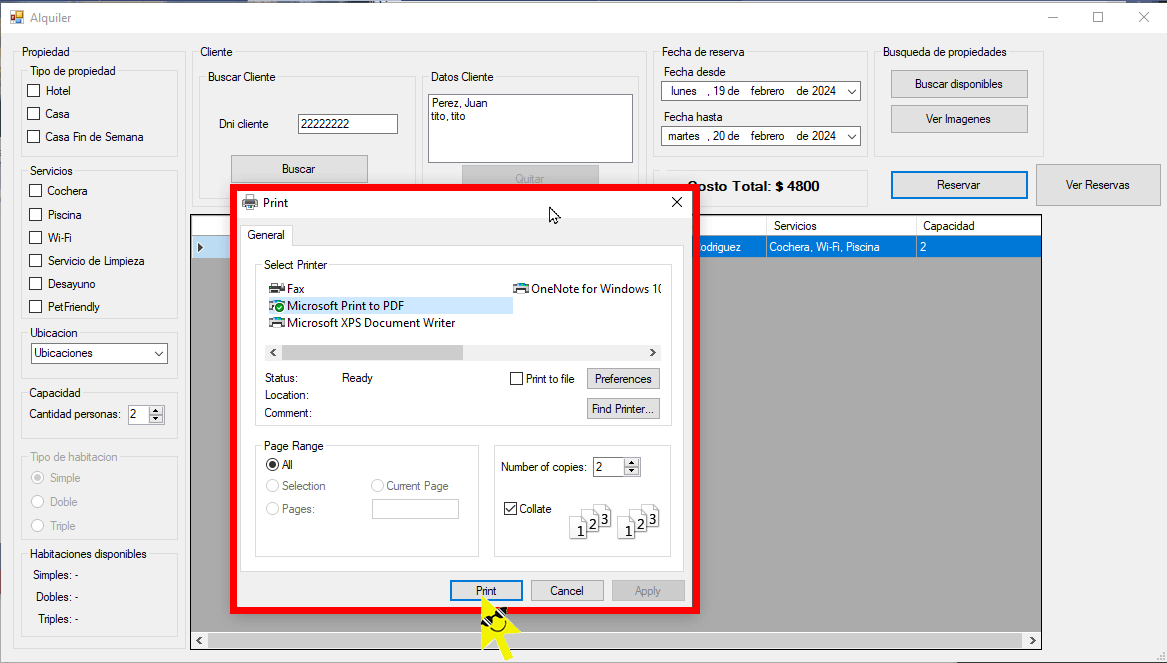 Alquiler
Propiedad
Tipo de propiedad
Hotel
Casa
Casa Fin de Semana
Servicios
Cochera
Piscina
Wi-Fi
Servicio de Limpieza
Desayuno
PetFriendly
Ubicacion
Ubicaciones
Capacidad
Cantidad personas: 2
Tipo de habitacion
Simple
Doble
Triple
Habitaciones disponibles
Simples: -
Dobles: -
Triples: -
Cliente
Buscar Cliente
Dni cliente 22222222
Buscar
Datos Cliente
Perez, Juan
tito, tito
Quitar
Fecha de reserva
Fecha desde
lunes , 19 de febrero de 2024
Fecha hasta
martes , 20 de febrero de 2024
Costo Total: $ 4800
Busqueda de propiedades
Buscar disponibles
Ver Imagenes
Reservar
Ver Reservas
Servicios Capacidad
odriguez Cochera, Wi-Fi, Piscina 2
Print
General
Select Printer
Fax
Microsoft Print to PDF
Microsoft XPS Document Writer
OneNote for Windows 10
Status: Ready
Location:
Comment:
Print to file
Preferences
Find Printer...
Page Range
All
Selection
Current Page
Pages:
Number of copies: 2
Collate
1 2 3 1 2 3
Print
Cancel
Apply